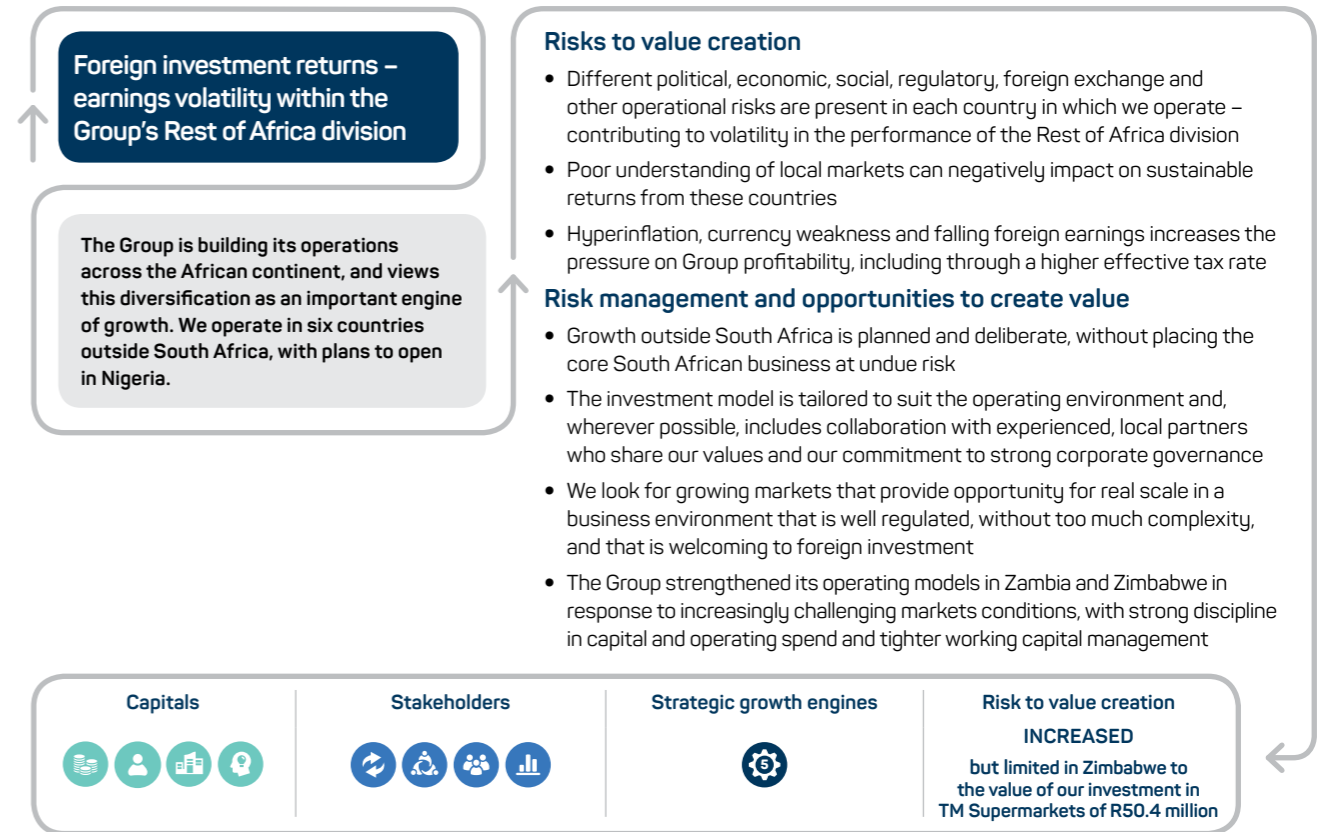 Foreign investment returns –
earnings volatility within the
Group's Rest of Africa division
The Group is building its operations
across the African continent, and views
this diversification as an important engine
of growth. We operate in six countries
outside South Africa, with plans to open
in Nigeria.
Risks to value creation
• Different political, economic, social, regulatory, foreign exchange and
other operational risks are present in each country in which we operate –
contributing to volatility in the performance of the Rest of Africa division
• Poor understanding of local markets can negatively impact on sustainable
returns from these countries
• Hyperinflation, currency weakness and falling foreign earnings increases the
pressure on Group profitability, including through a higher effective tax rate
Risk management and opportunities to create value
• Growth outside South Africa is planned and deliberate, without placing the
core South African business at undue risk
• The investment model is tailored to suit the operating environment and,
wherever possible, includes collaboration with experienced, local partners
who share our values and our commitment to strong corporate governance
• We look for growing markets that provide opportunity for real scale in a
business environment that is well regulated, without too much complexity,
and that is welcoming to foreign investment
• The Group strengthened its operating models in Zambia and Zimbabwe in
response to increasingly challenging markets conditions, with strong discipline
in capital and operating spend and tighter working capital management
Capitals
Stakeholders
Strategic growth engines
5
Risk to value creation
INCREASED
but limited in Zimbabwe to
the value of our investment in
TM Supermarkets of R50.4 million